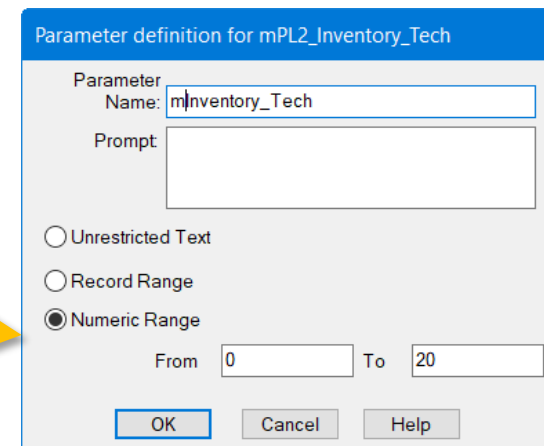 Parameter definition for mPL2_Inventory_Tech
Parameter
Name: mInventory_Tech
Prompt:
Unrestricted Text
Record Range
Numeric Range
From 0 To 20
OK Cancel Help